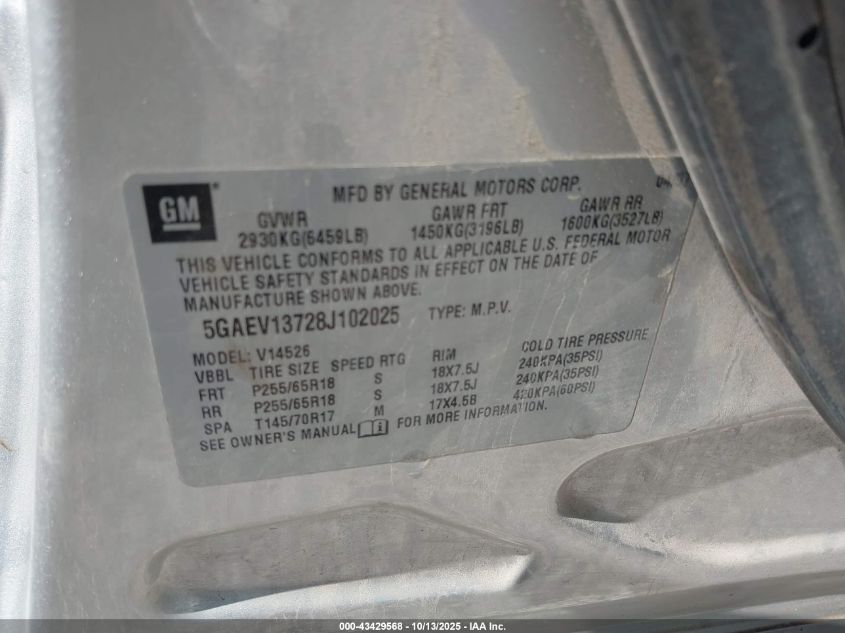 GM
MFD BY GENERAL MOTORS CORP.
GVWR GAWR FRT GAWR RR
2930KG(6459LB) 1450KG(3196LB) 1600KG(3527LB)
THIS VEHICLE CONFORMS TO ALL APPLICABLE U.S. FEDERAL MOTOR
VEHICLE SAFETY STANDARDS IN EFFECT ON THE DATE OF
MANUFACTURE SHOWN ABOVE.
5GAEV13728J102025 TYPE: M.P.V.
MODEL: V14526
VBBL TIRE SIZE SPEED RTG RIM COLD TIRE PRESSURE
FRT P255/65R18 S 18X7.5J 240KPA(35PSI)
RR P255/65R18 S 18X7.5J 240KPA(35PSI)
SPA T145/70R17 M 17X4.5B 420KPA(60PSI)
SEE OWNER'S MANUAL FOR MORE INFORMATION.
000-43429568 | 10/13/2025 - IAA Inc.